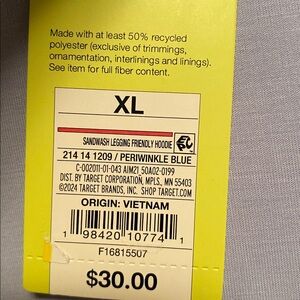 Made with at least 50% recycled
polyester (exclusive of trimmings,
ornamentation, interlinings and linings).
See item for full fiber content.
XL
SANDWASH LEGGING FRIENDLY HOODIE
214 14 1209 / PERIWINKLE BLUE
C-002011-01-043 AIM21_50A02-0199
DIST. BY TARGET CORPORATION, MPLS., MN 55403
©2024 TARGET BRANDS, INC. SHOP TARGET.COM
ORIGIN: VIETNAM
1 98420 10774 1
F16815507
$30.00